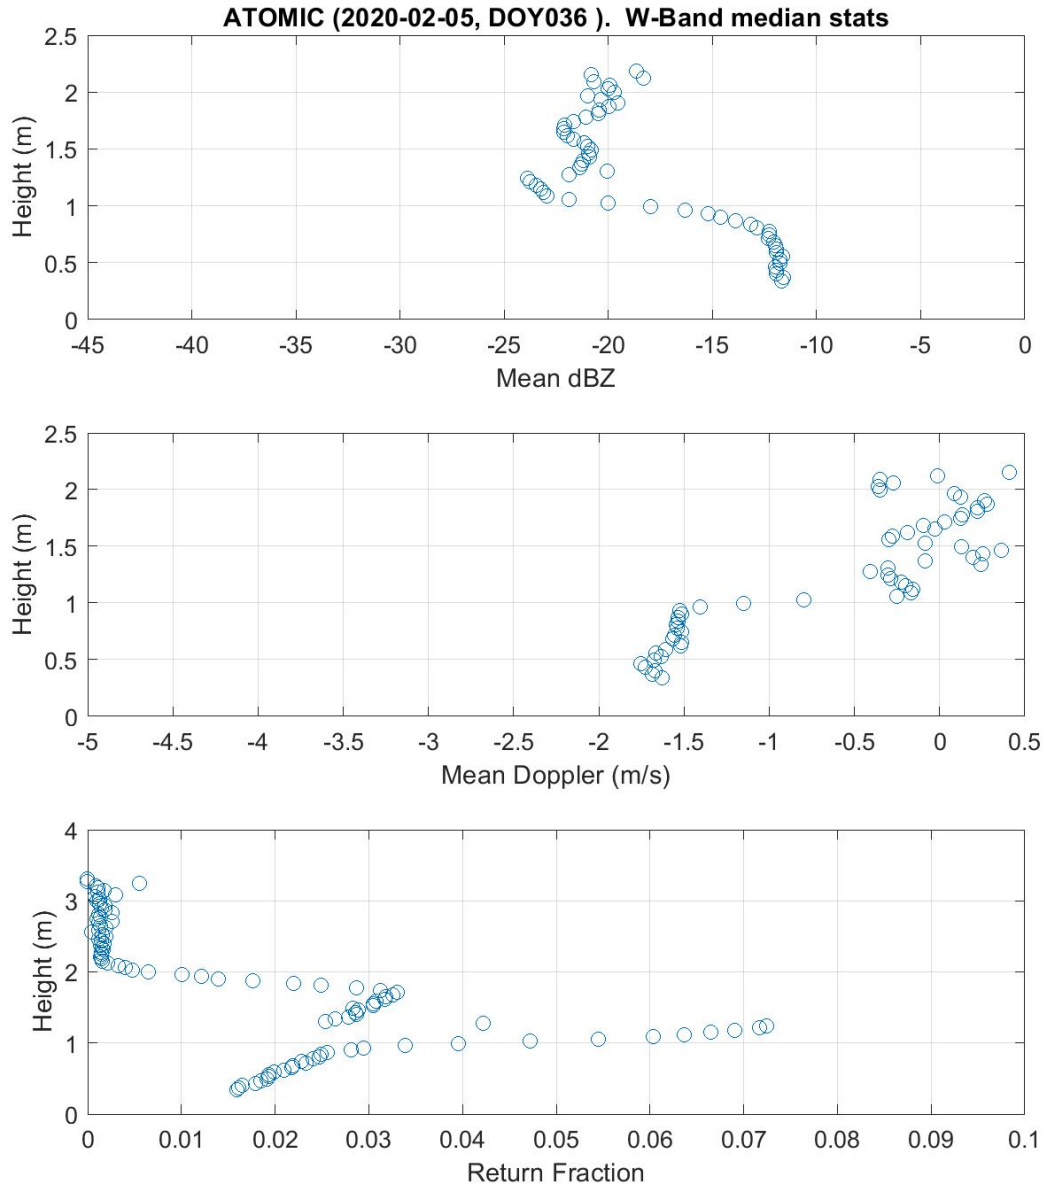 ATOMIC (2020-02-05, DOY036 ).  W-Band median stats
2.5
2
1.5
1
0.5
0
Height (m)
-45 -40 -35 -30 -25 -20 -15 -10 -5 0
Mean dBZ
2.5
2
1.5
1
0.5
0
Height (m)
-5 -4.5 -4 -3.5 -3 -2.5 -2 -1.5 -1 -0.5 0 0.5
Mean Doppler (m/s)
4
3
2
1
0
Height (m)
0 0.01 0.02 0.03 0.04 0.05 0.06 0.07 0.08 0.09 0.1
Return Fraction